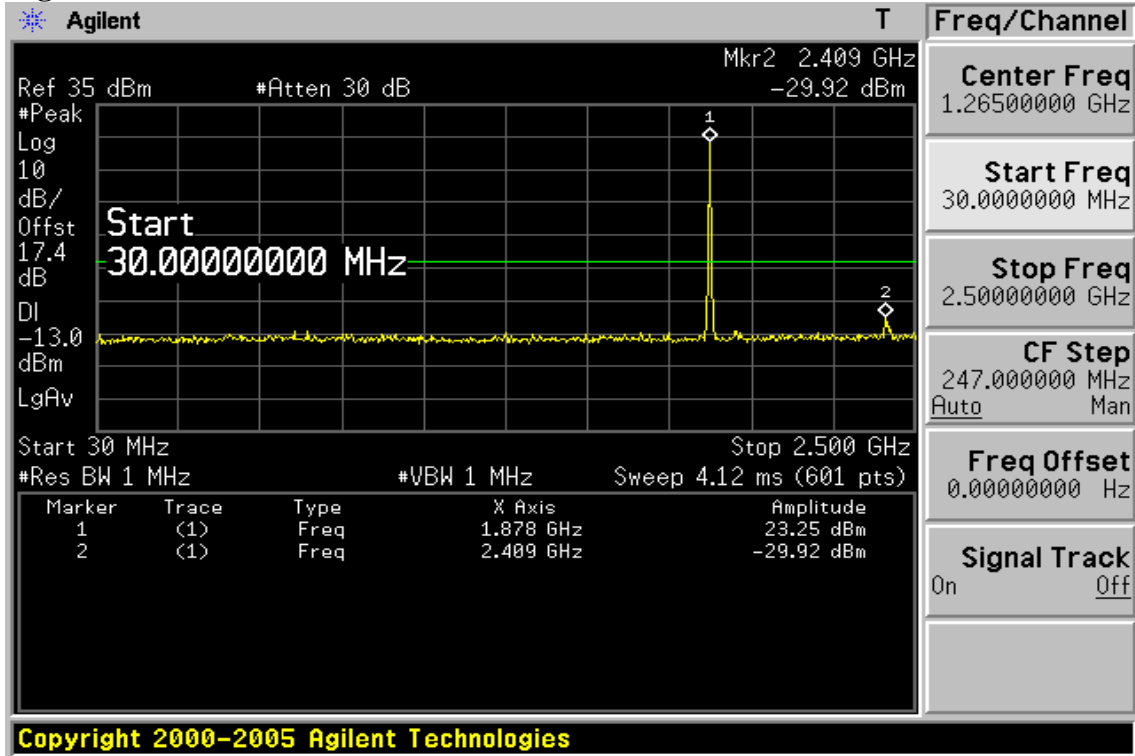 Agilent T Freq/Channel
Mkr2 2.409 GHz
Ref 35 dBm #Atten 30 dB -29.92 dBm
#Peak
Log
10
dB/
Offst
17.4
dB
DI
-13.0
dBm
LgAv
1
2
Start
30.00000000 MHz
Start 30 MHz Stop 2.500 GHz
#Res BW 1 MHz #VBW 1 MHz Sweep 4.12 ms (601 pts)
Marker Trace Type X Axis Amplitude
1 (1) Freq 1.878 GHz 23.25 dBm
2 (1) Freq 2.409 GHz -29.92 dBm
Center Freq
1.26500000 GHz
Start Freq
30.0000000 MHz
Stop Freq
2.50000000 GHz
CF Step
247.000000 MHz
Auto Man
Freq Offset
0.00000000 Hz
Signal Track
On Off
Copyright 2000-2005 Agilent Technologies